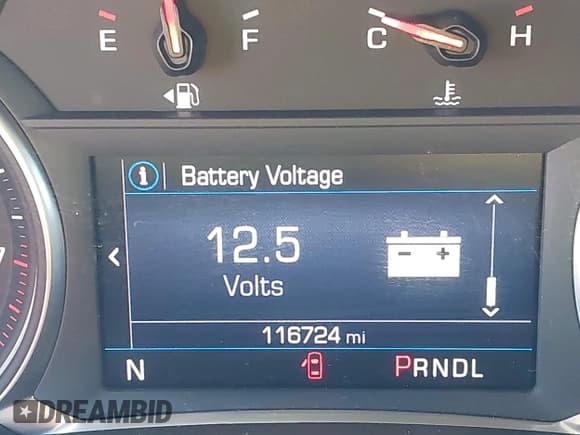 E F C H
i Battery Voltage
12.5
Volts
- +
116724 mi
N PRNDL
DREAMBID